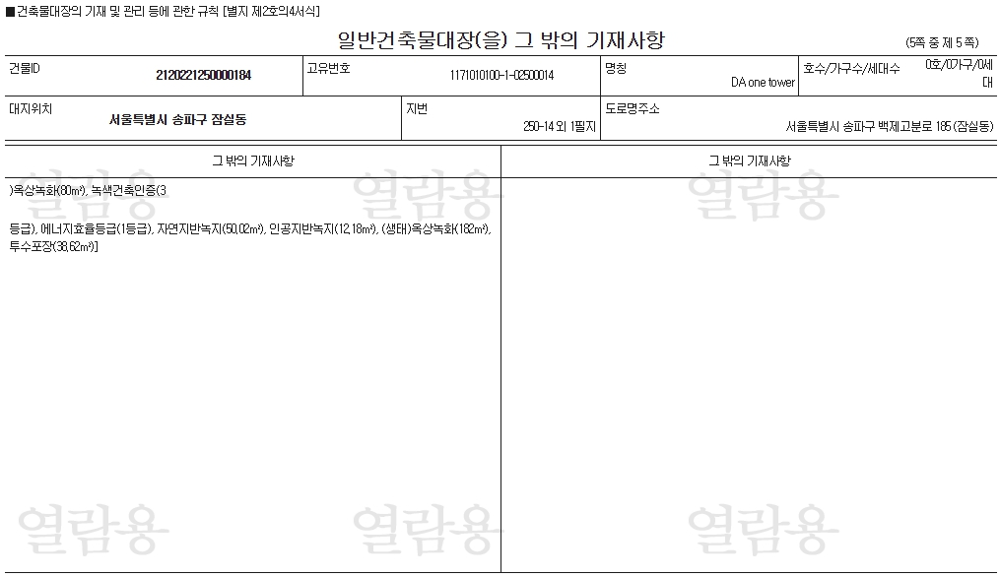 ■건축물대장의 기재 및 관리 등에 관한 규칙 [별지 제2호의4서식]
일반건축물대장(을) 그 밖의 기재사항
(5쪽 중 제 5 쪽)
건물ID
2120221250000184
고유번호
1171010100-1-02500014
명칭
DA one tower
호수/가구수/세대수
0호/0가구/0세
대
대지위치
서울특별시 송파구 잠실동
지번
250-14 외 1필지
도로명주소
서울특별시 송파구 백제고분로 185 (잠실동)
그 밖의 기재사항
그 밖의 기재사항
)옥상녹화(80㎡), 녹색건축인증(3
등급), 에너지효율등급(1등급), 자연지반녹지(50.02㎡), 인공지반녹지(12.18㎡), (생태)옥상녹화(182㎡),
투수포장(38.62㎡)]
열람용
열람용
열람용
열람용
열람용
열람용